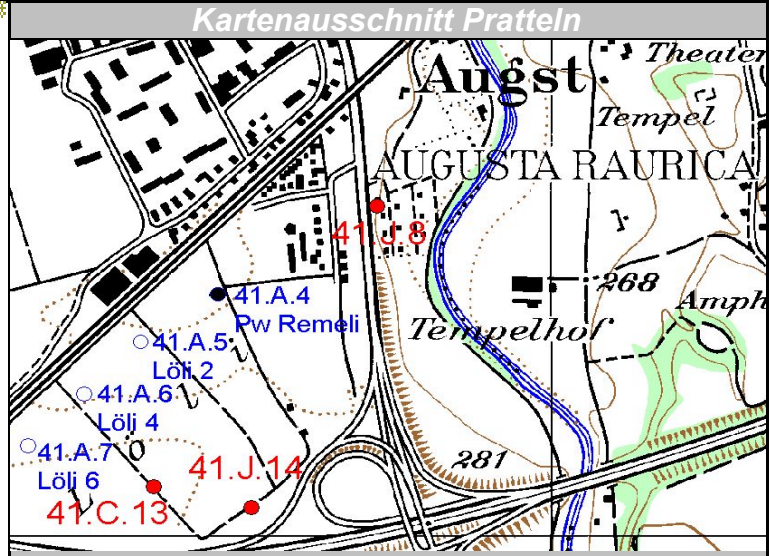 Kartenausschnitt Pratteln
Theater
Augst
Tempel
AUGUSTA RAURICA
41.J.8
268
41.A.4
Pw Remeli
Amph
Tempelhof
41.A.5
Löli 2
41.A.6
Löli 4
41.A.7
Löli 6
Löli
281
41.J.14
41.C.13